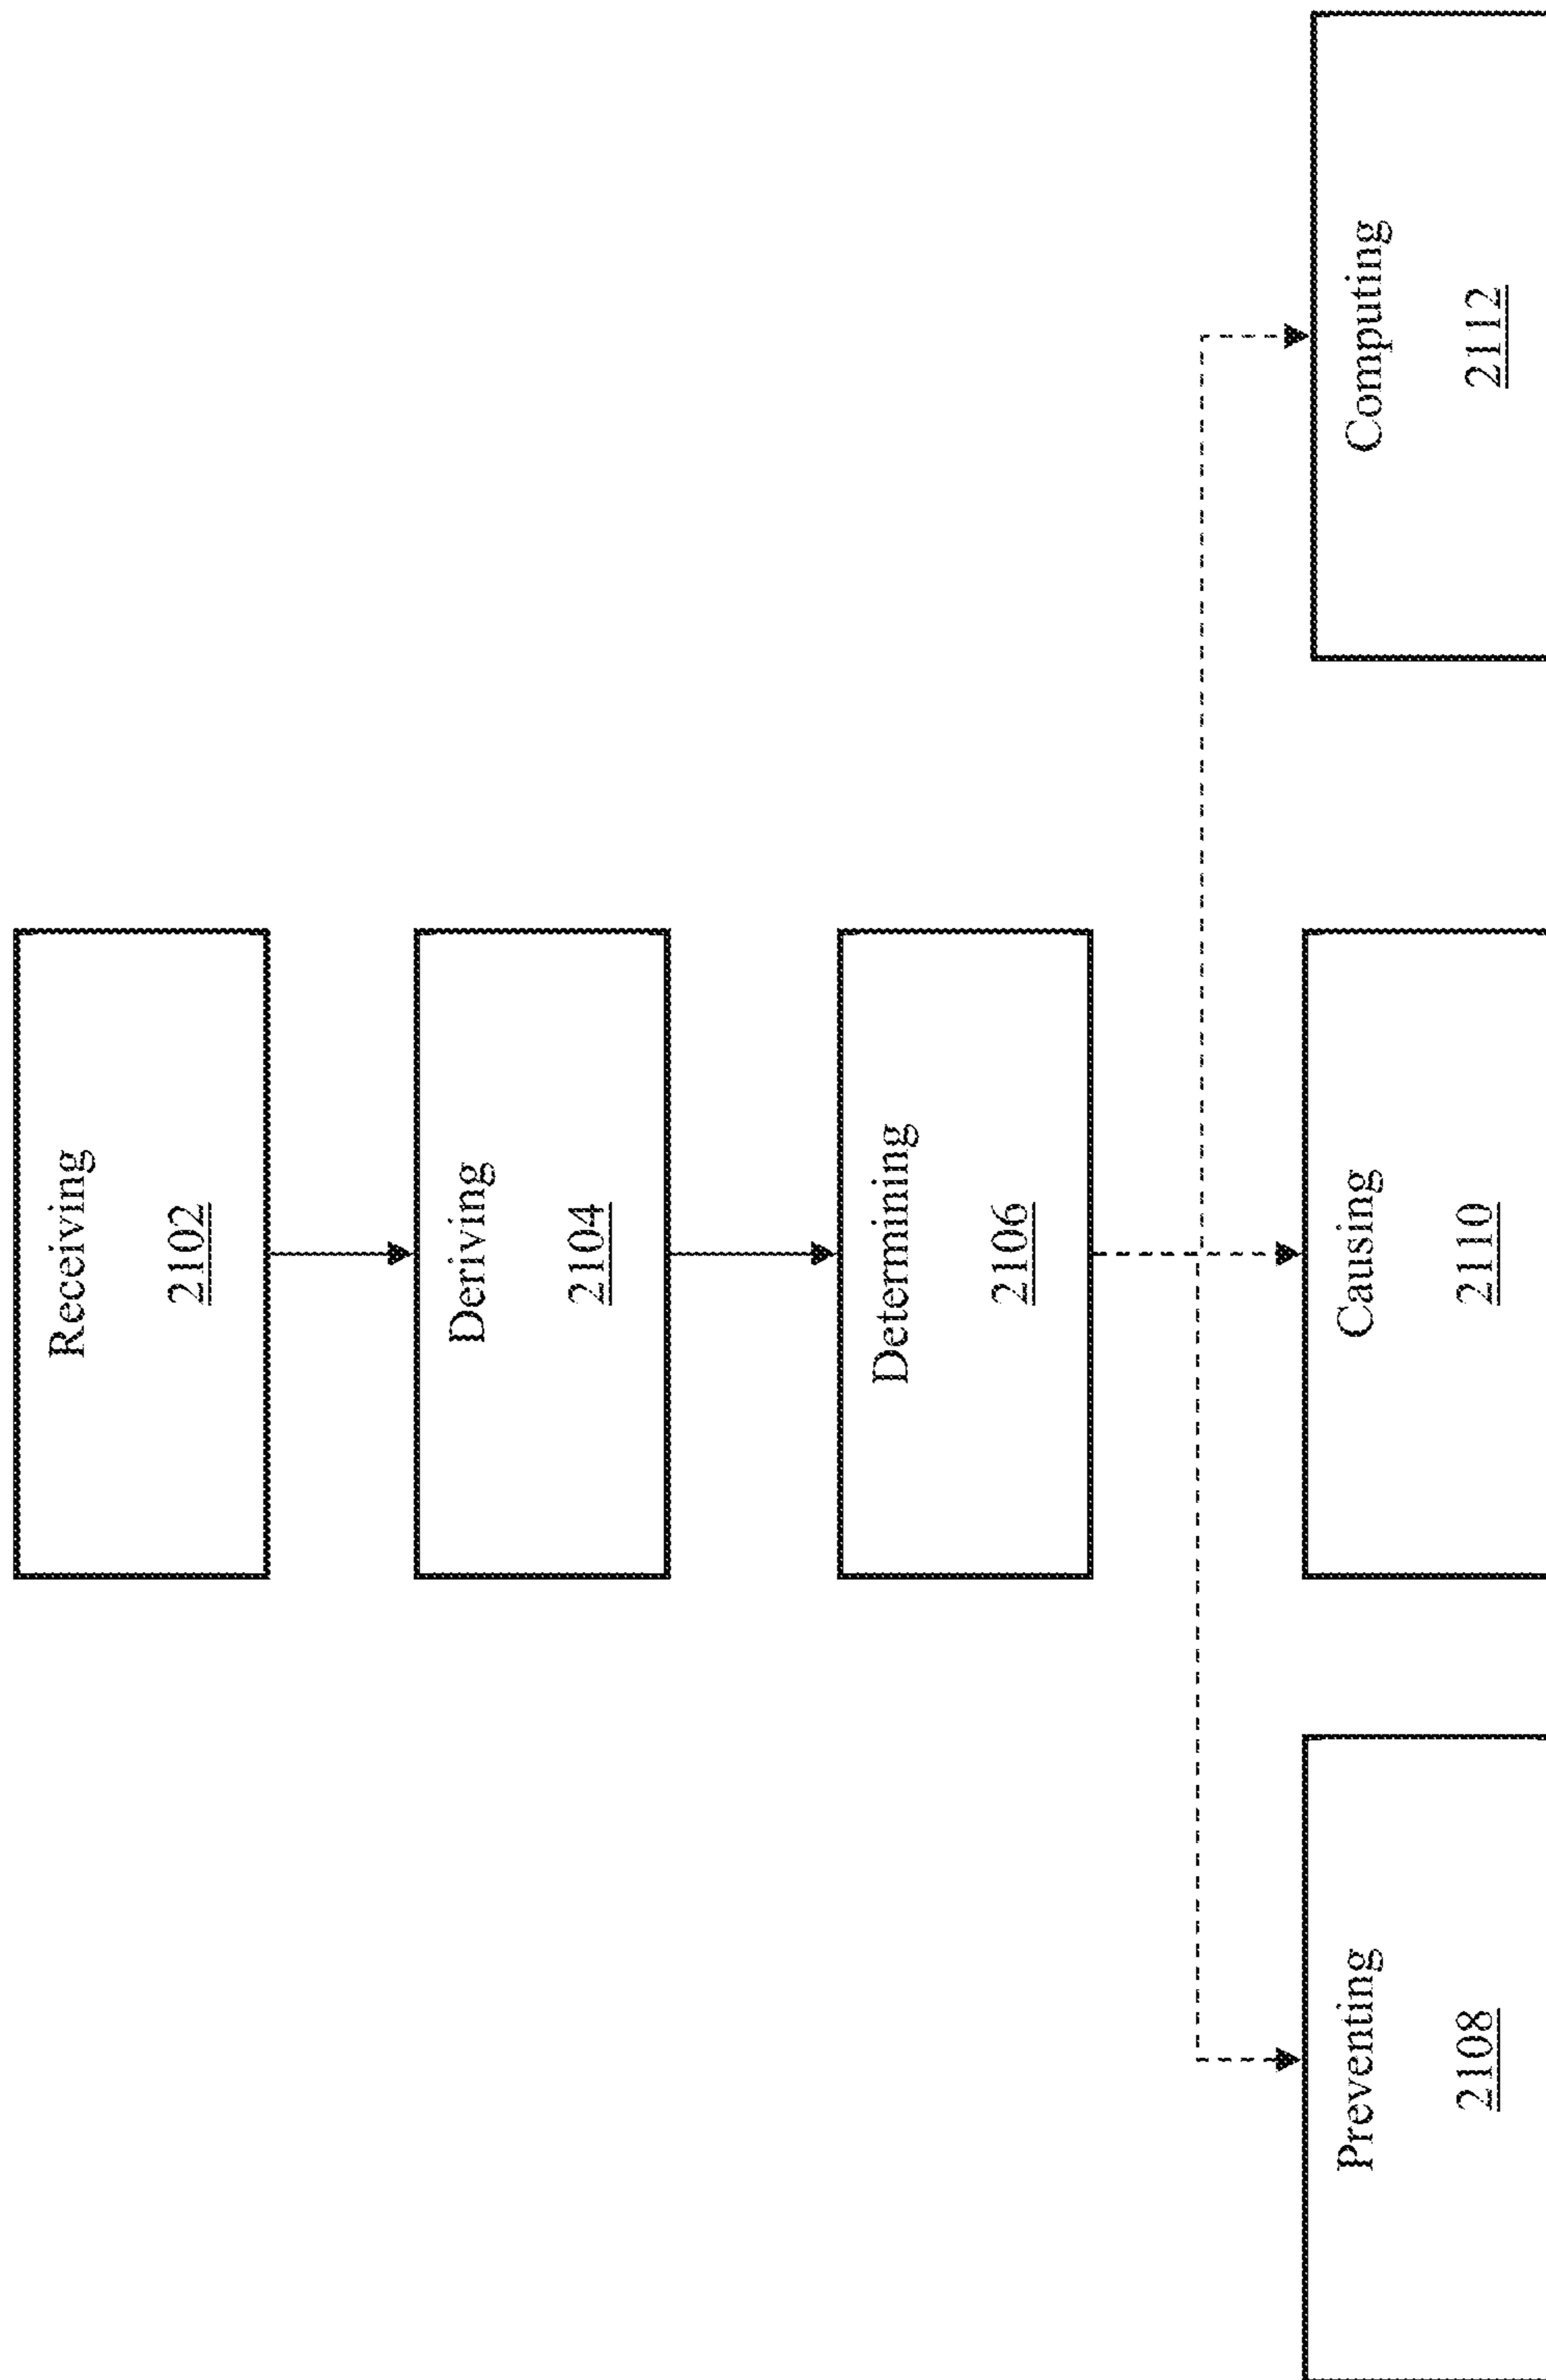 Receiving
2102
Deriving
2104
Determining
2106
Preventing
2108
Causing
2110
Computing
2112